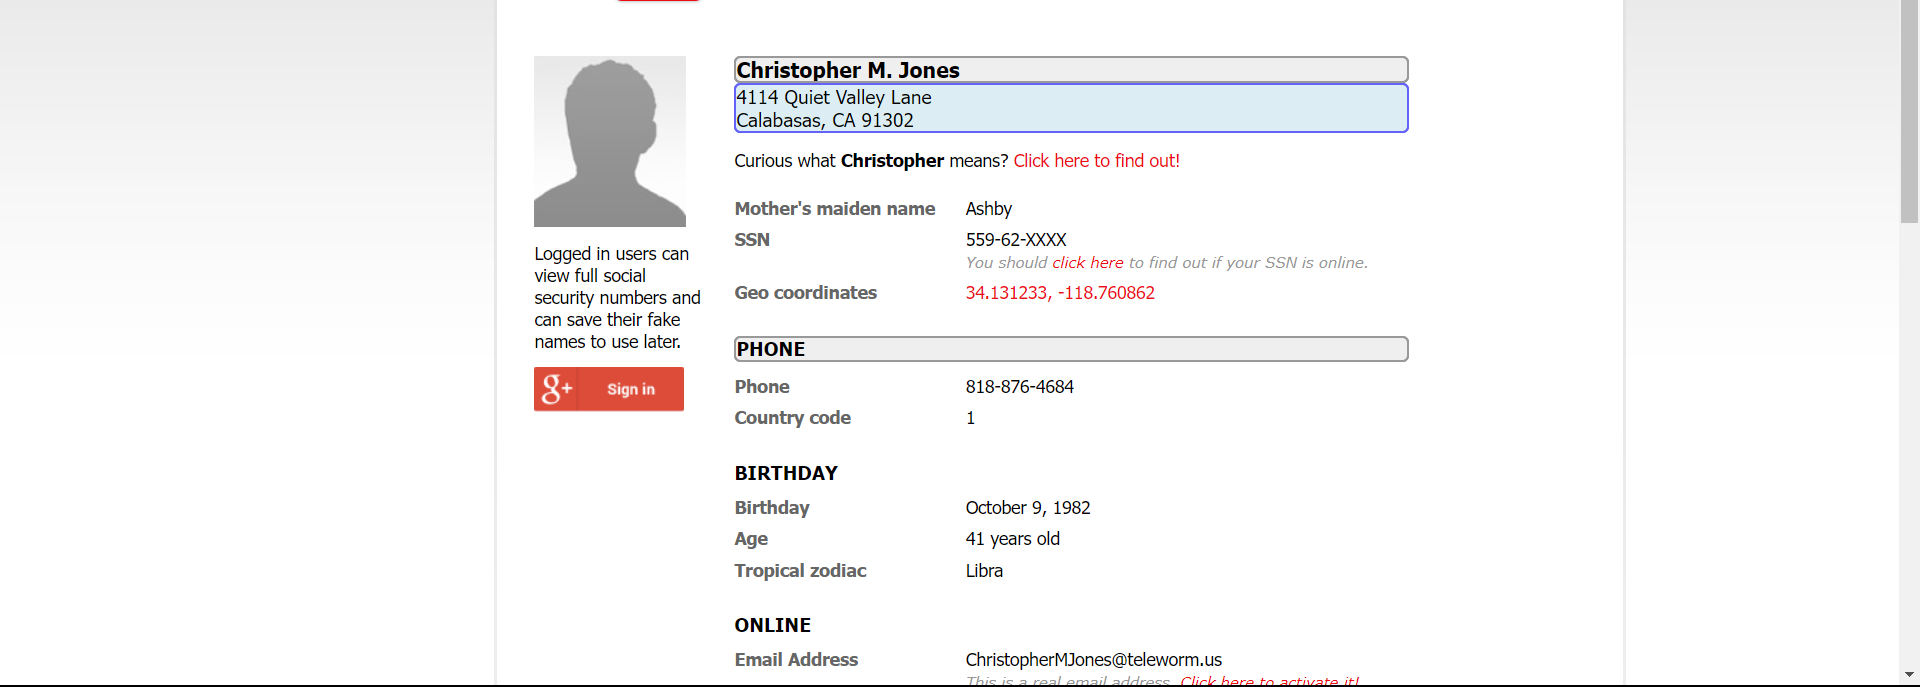 Christopher M. Jones
4114 Quiet Valley Lane
Calabasas, CA 91302
Curious what Christopher means? Click here to find out!
Mother's maiden name Ashby
SSN 559-62-XXXX
You should click here to find out if your SSN is online.
Geo coordinates 34.131233, -118.760862
Logged in users can
view full social
security numbers and
can save their fake
names to use later.
g+ Sign in
PHONE
Phone 818-876-4684
Country code 1
BIRTHDAY
Birthday October 9, 1982
Age 41 years old
Tropical zodiac Libra
ONLINE
Email Address ChristopherMJones@teleworm.us
This is a real email address. Click here to activate it!